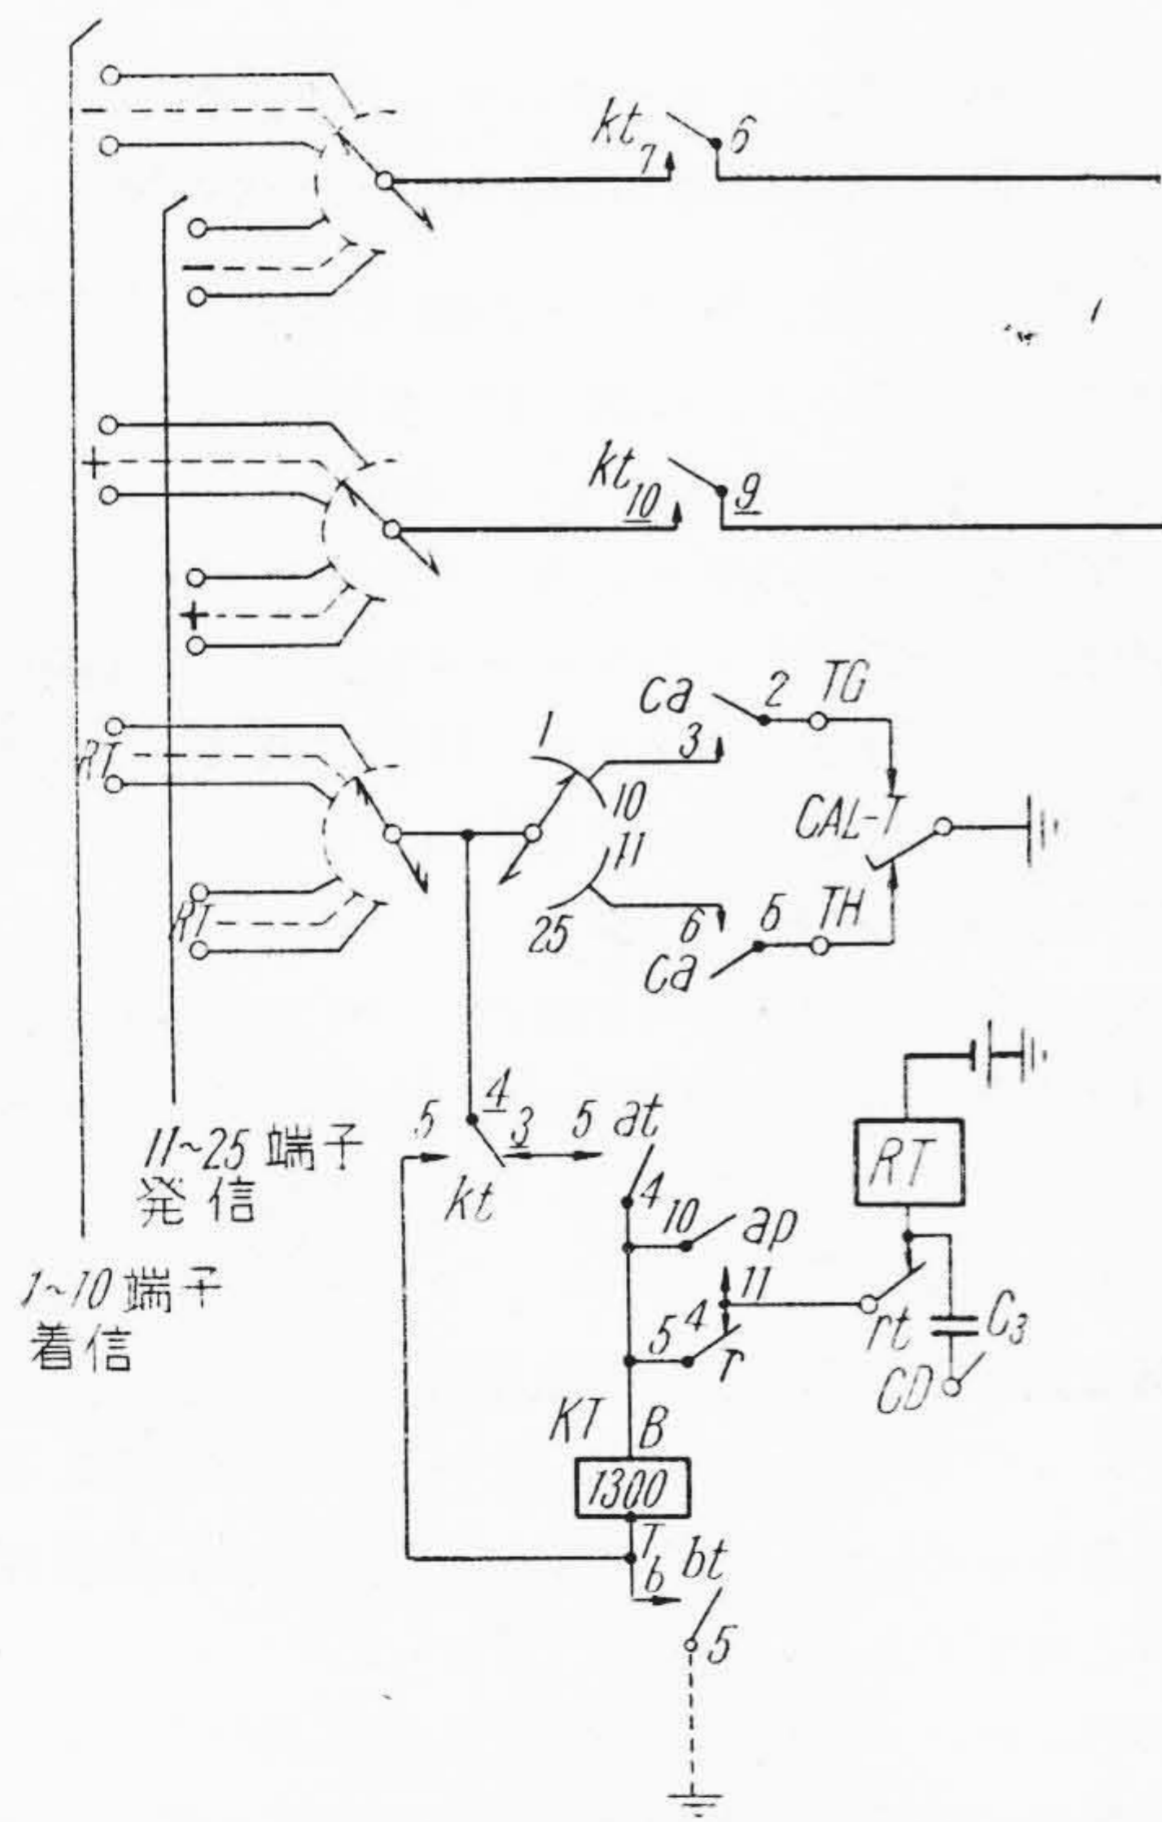 kt
7
6
kt
10
9
+
+
ca
2
TG
3
1
10
11
25
CAL-T
RT
RT
6
5
TH
ca
11~25 端子
発信
1~10 端子
着信
5
4
3
5
at
kt
4
10
ap
RT
11
4
5
r
rt
C3
CD
KT
B
1300
T
b
bt
5